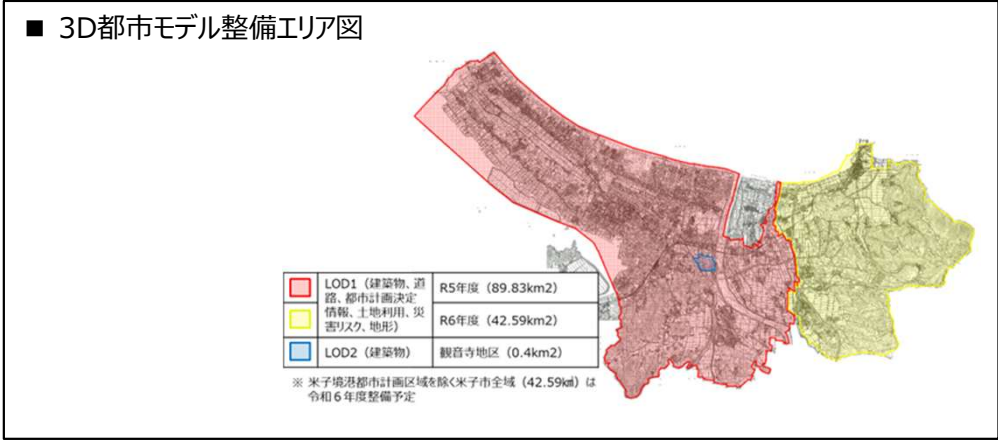 ■ 3D都市モデル整備エリア図
LOD1（建築物、道
路、都市計画決定
情報、土地利用、災
害リスク、地形）
R5年度（89.83km2）
R6年度（42.59km2）
LOD2（建築物）
観音寺地区（0.4km2）
※ 米子境港都市計画区域を除く米子市全域（42.59㎢）は
令和６年度整備予定